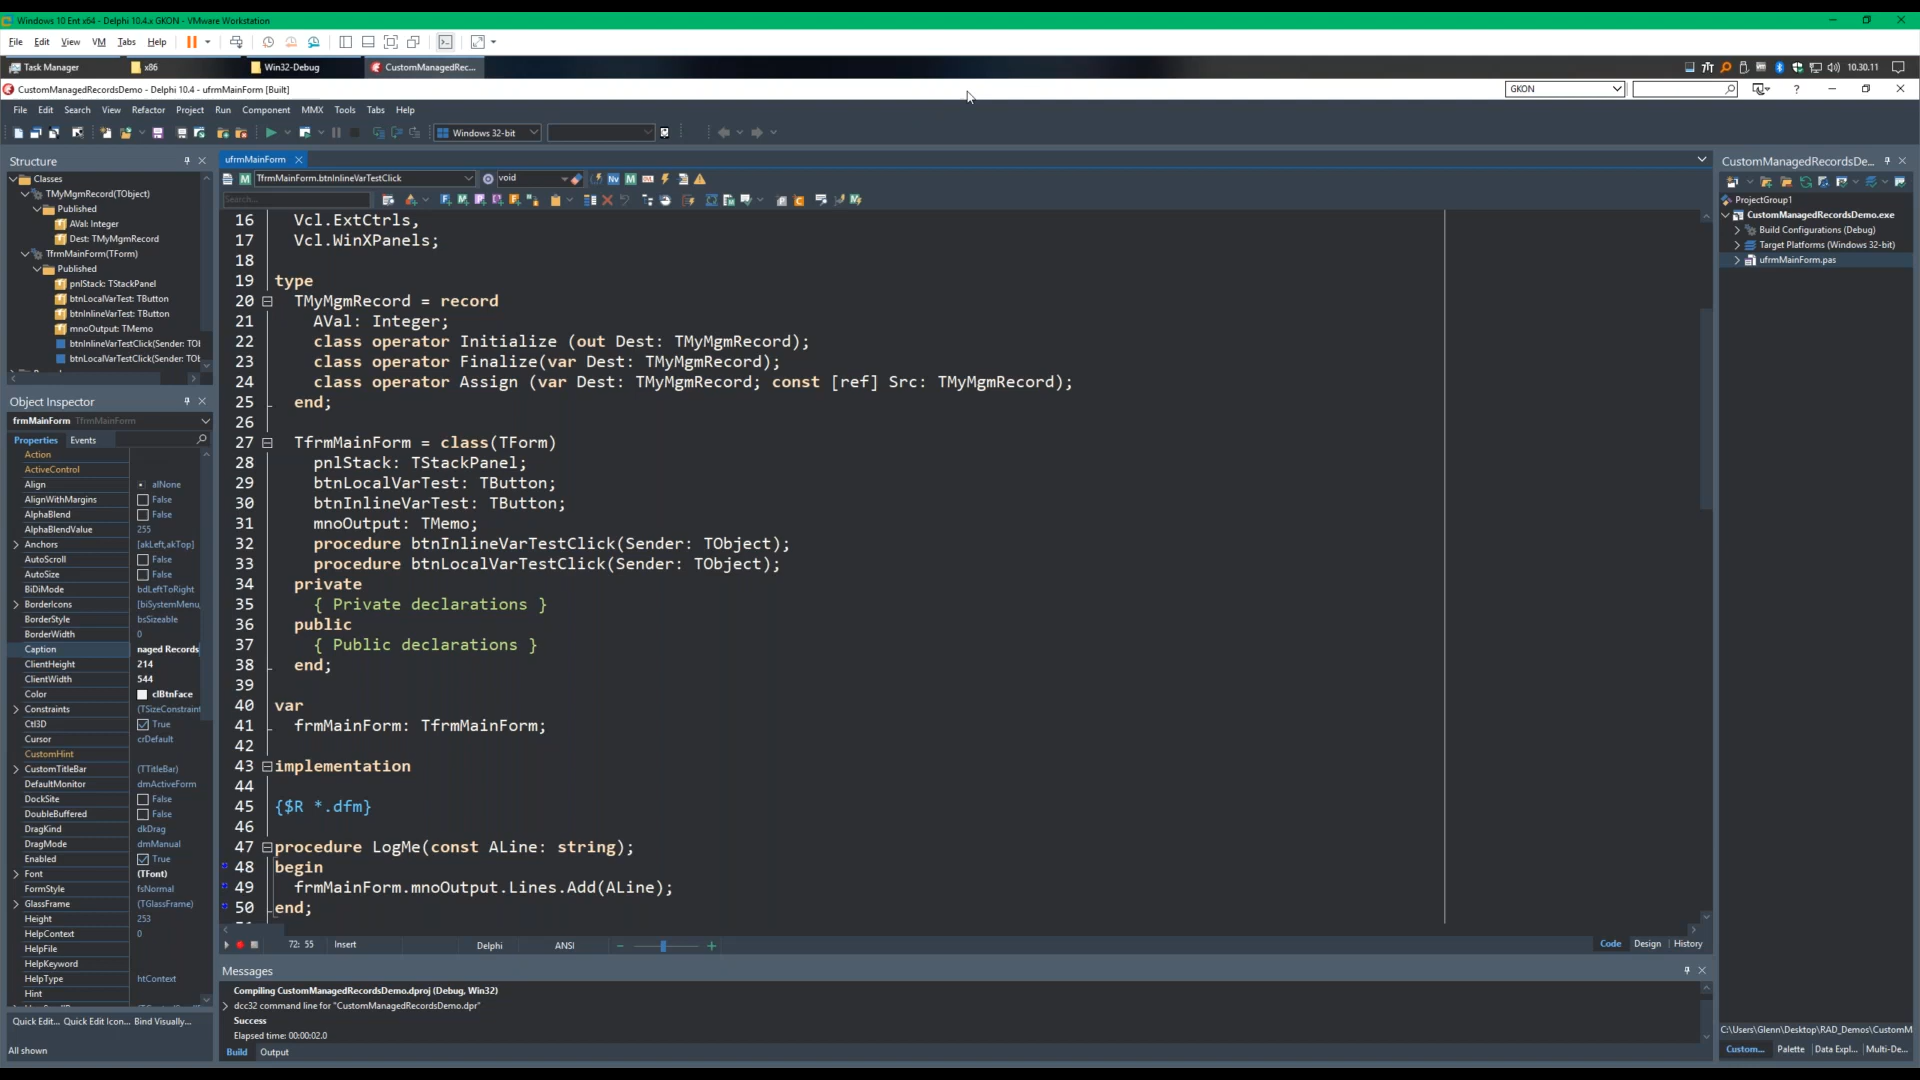 Windows 10 Ent x64 - Delphi 10.4.x GKON - VMware Workstation
File Edit View VM Tabs Help
Task Manager x86 Win32-Debug CustomManagedRec... 10.30.11
CustomManagedRecordsDemo - Delphi 10.4 - ufrmMainForm [Built] GKON
File Edit Search View Refactor Project Run Component MMX Tools Tabs Help
Windows 32-bit
Structure
Classes
TMyMgmRecord(TObject)
Published
AVal: Integer
Dest: TMyMgmRecord
TfrmMainForm(TForm)
Published
pnlStack: TStackPanel
btnLocalVarTest: TButton
btnInlineVarTest: TButton
mnoOutput: TMemo
btnInlineVarTestClick(Sender: TOl
btnLocalVarTestClick(Sender: TO
Object Inspector
frmMainForm TfrmMainForm
Properties Events
Action
ActiveControl
Align alNone
AlignWithMargins False
AlphaBlend False
AlphaBlendValue 255
Anchors [akLeft,akTop]
AutoScroll False
AutoSize False
BiDiMode bdLeftToRight
BorderIcons [biSystemMenu,
BorderStyle bsSizeable
BorderWidth 0
Caption naged Records
ClientHeight 214
ClientWidth 544
Color clBtnFace
Constraints (TSizeConstraint
Ctl3D True
Cursor crDefault
CustomHint
CustomTitleBar (TTitleBar)
DefaultMonitor dmActiveForm
DockSite False
DoubleBuffered False
DragKind dkDrag
DragMode dmManual
Enabled True
Font (TFont)
FormStyle fsNormal
GlassFrame (TGlassFrame)
Height 253
HelpContext 0
HelpFile
HelpKeyword
HelpType htContext
Hint
Quick Edit... Quick Edit Icon... Bind Visually...
All shown
ufrmMainForm
TfrmMainForm.btnInlineVarTestClick void
Search...
16 Vcl.ExtCtrls,
17 Vcl.WinXPanels;
18
19 type
20 TMyMgmRecord = record
21 AVal: Integer;
22 class operator Initialize (out Dest: TMyMgmRecord);
23 class operator Finalize(var Dest: TMyMgmRecord);
24 class operator Assign (var Dest: TMyMgmRecord; const [ref] Src: TMyMgmRecord);
25 end;
26
27 TfrmMainForm = class(TForm)
28 pnlStack: TStackPanel;
29 btnLocalVarTest: TButton;
30 btnInlineVarTest: TButton;
31 mnoOutput: TMemo;
32 procedure btnInlineVarTestClick(Sender: TObject);
33 procedure btnLocalVarTestClick(Sender: TObject);
34 private
35 { Private declarations }
36 public
37 { Public declarations }
38 end;
39
40 var
41 frmMainForm: TfrmMainForm;
42
43 implementation
44
45 {$R *.dfm}
46
47 procedure LogMe(const ALine: string);
48 begin
49 frmMainForm.mnoOutput.Lines.Add(ALine);
50 end;
72: 55 Insert Delphi ANSI Code Design History
Messages
Compiling CustomManagedRecordsDemo.dproj (Debug, Win32)
dcc32 command line for "CustomManagedRecordsDemo.dpr"
Success
Elapsed time: 00:00:02.0
Build Output
CustomManagedRecordsDe...
ProjectGroup1
CustomManagedRecordsDemo.exe
Build Configurations (Debug)
Target Platforms (Windows 32-bit)
ufrmMainForm.pas
C:\Users\Glenn\Desktop\RAD_Demos\CustomM
Custom... Palette Data Expl... Multi-De...